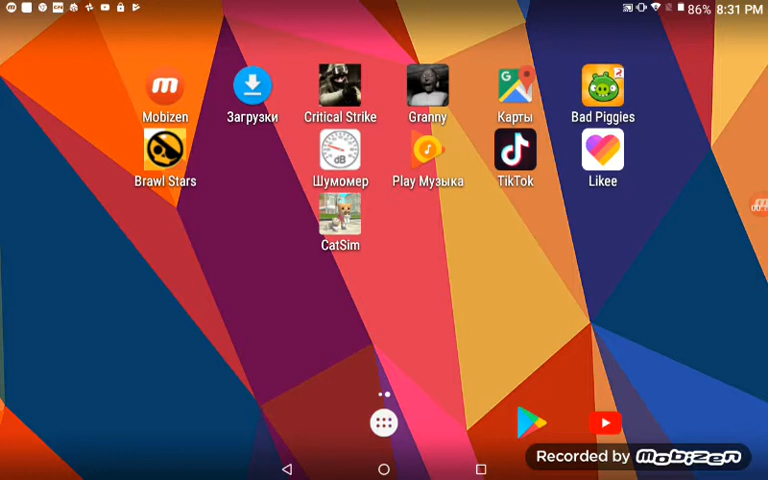 86% 8:31 PM
Mobizen
Загрузки
Critical Strike
Granny
Карты
Bad Piggies
dB
Brawl Stars
Шумомер
Play Музыка
TikTok
Likee
CatSim
Recorded by mobizen